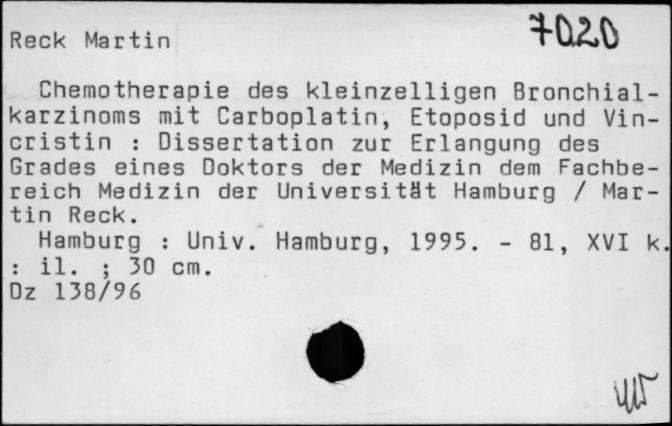 7020
Reck Martin
Chemotherapie des kleinzelligen Bronchial-
karzinoms mit Carboplatin, Etoposid und Vin-
cristin : Dissertation zur Erlangung des
Grades eines Doktors der Medizin dem Fachbe-
reich Medizin der Universität Hamburg / Mar-
tin Reck.
Hamburg : Univ. Hamburg, 1995. - 81, XVI k.
: il. ; 30 cm.
Dz 138/96